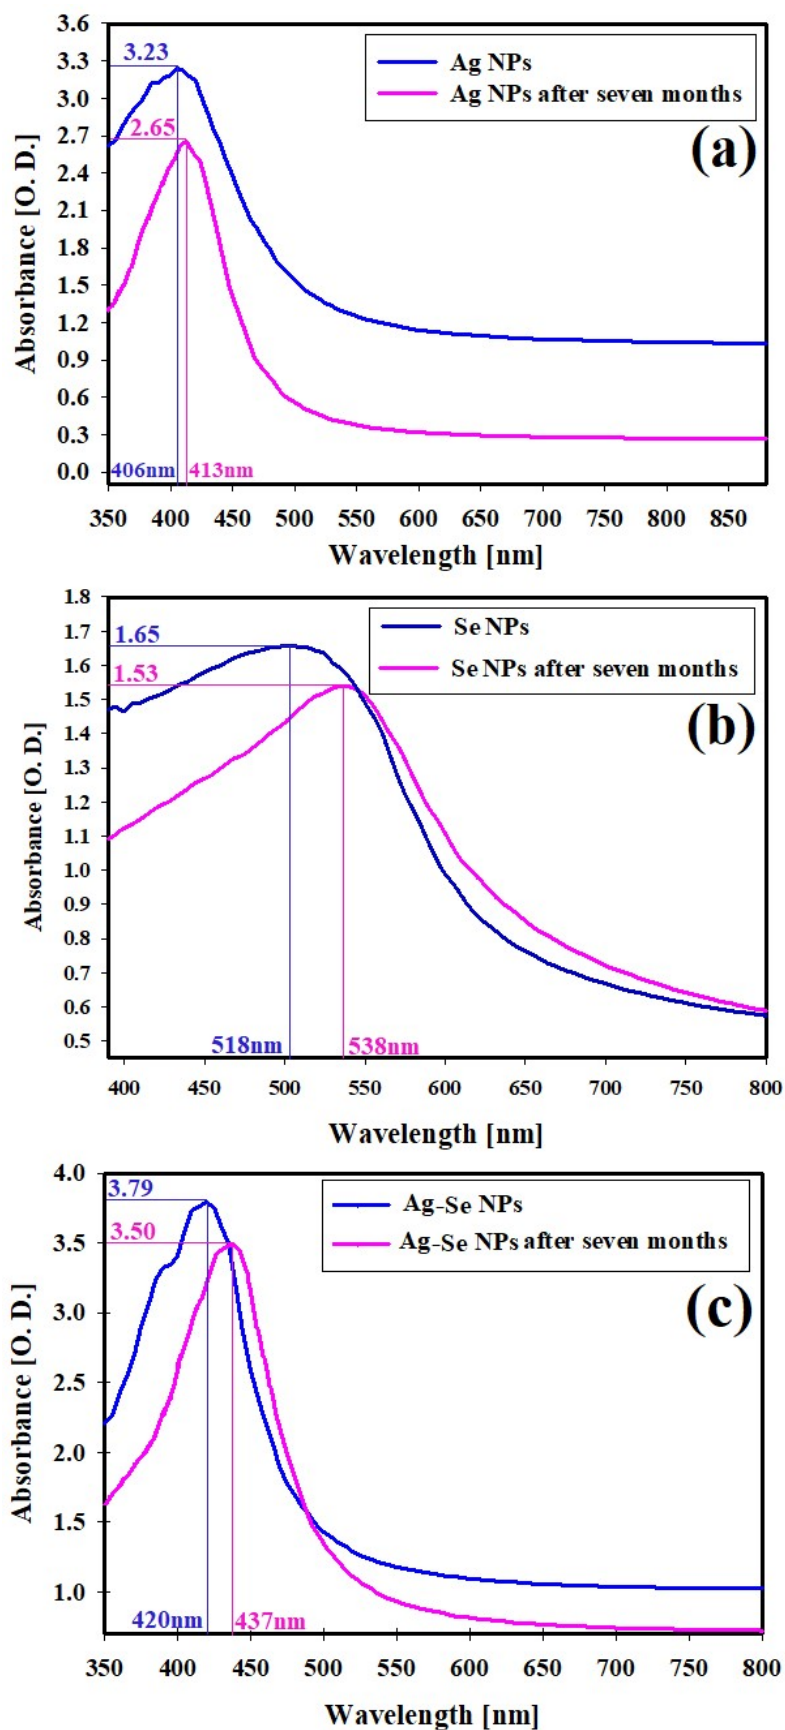 3.6
3.3
3.0
2.7
2.4
2.1
1.8
1.5
1.2
0.9
0.6
0.3
0.0
Absorbance [O. D.]
3.23
2.65
Ag NPs
Ag NPs after seven months
(a)
406nm 413nm
350 400 450 500 550 600 650 700 750 800 850
Wavelength [nm]
1.8
1.7
1.6
1.5
1.4
1.3
1.2
1.1
1.0
0.9
0.8
0.7
0.6
0.5
Absorbance [O. D.]
1.65
1.53
Se NPs
Se NPs after seven months
(b)
518nm 538nm
400 450 500 550 600 650 700 750 800
Wavelength [nm]
4.0
3.5
3.0
2.5
2.0
1.5
1.0
Absorbance [O. D.]
3.79
3.50
Ag-Se NPs
Ag-Se NPs after seven months
(c)
420nm 437nm
350 400 450 500 550 600 650 700 750 800
Wavelength [nm]